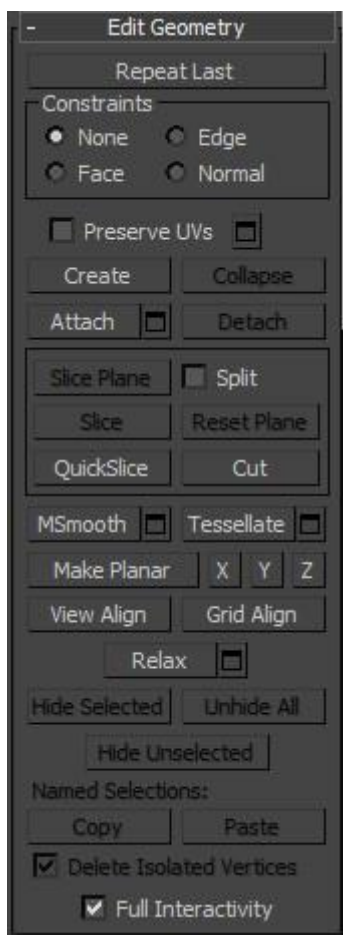 - Edit Geometry
Repeat Last
Constraints
None Edge
Face Normal
Preserve UVs
Create Collapse
Attach Detach
Slice Plane Split
Slice Reset Plane
QuickSlice Cut
MSmooth Tessellate
Make Planar X Y Z
View Align Grid Align
Relax
Hide Selected Unhide All
Hide Unselected
Named Selections:
Copy Paste
Delete Isolated Vertices
Full Interactivity